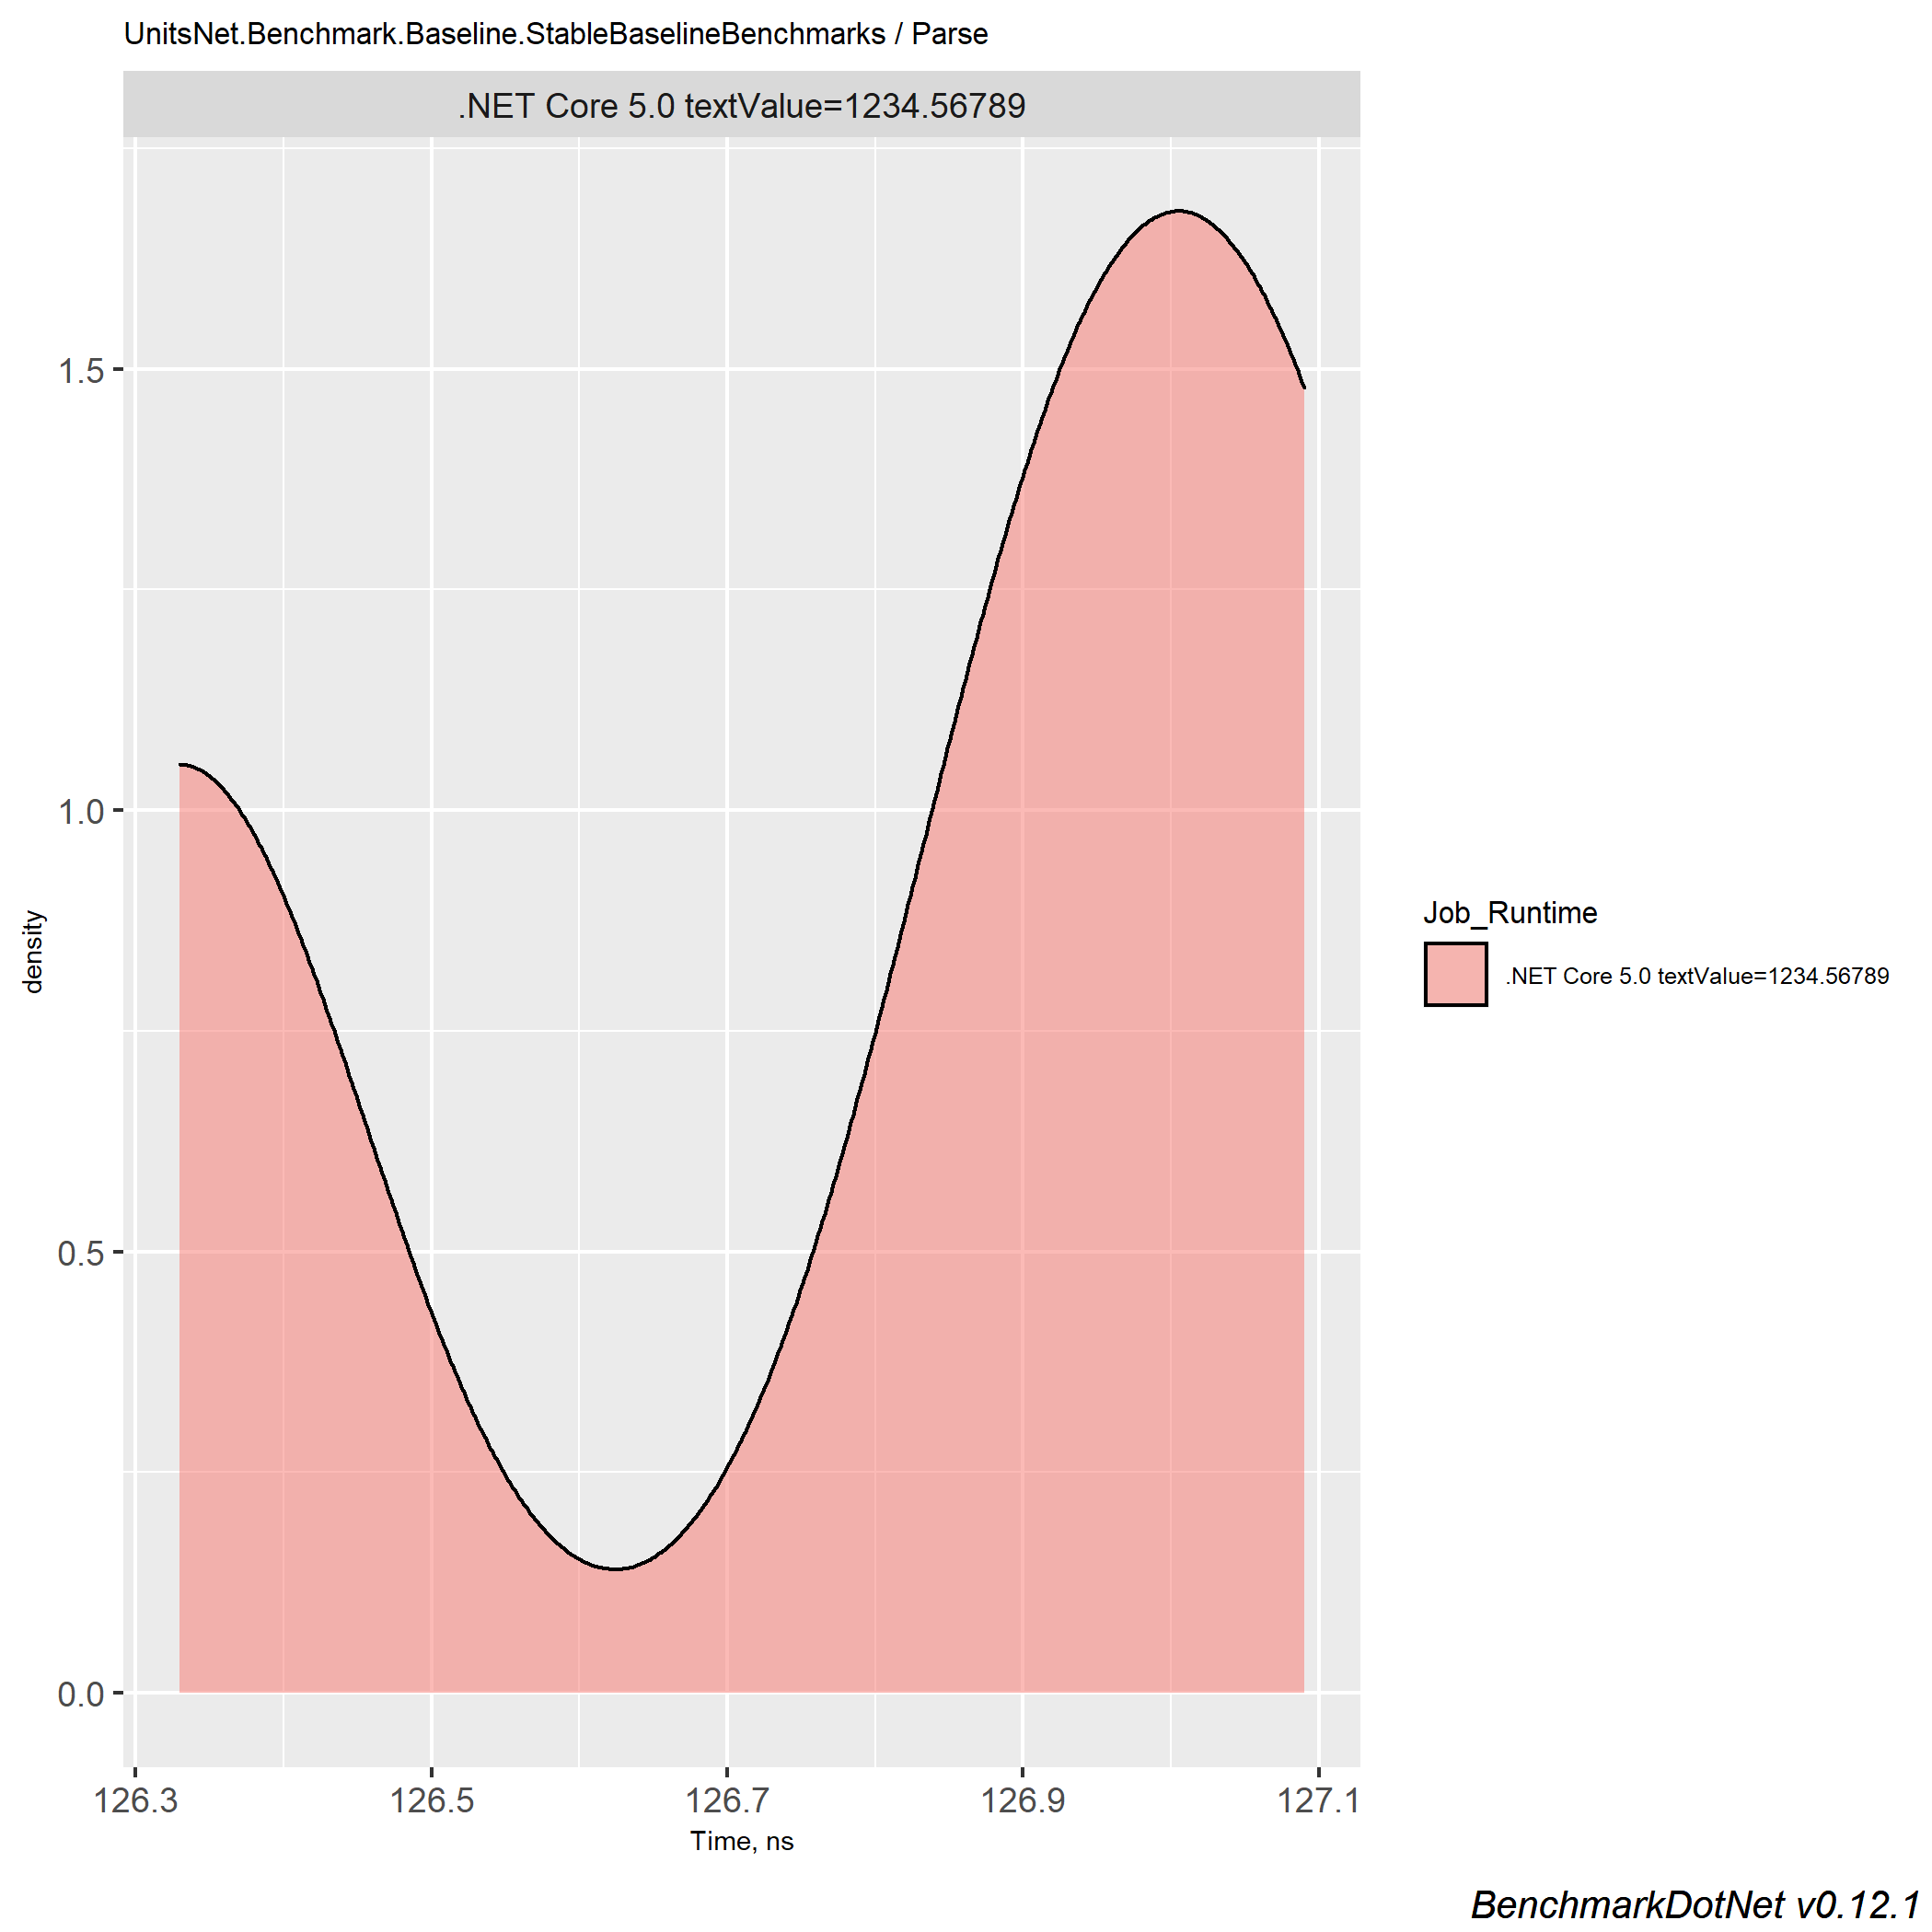 UnitsNet.Benchmark.Baseline.StableBaselineBenchmarks / Parse
.NET Core 5.0 textValue=1234.56789
1.5
1.0
0.5
0.0
density
126.3 126.5 126.7 126.9 127.1
Time, ns
Job_Runtime
.NET Core 5.0 textValue=1234.56789
BenchmarkDotNet v0.12.1